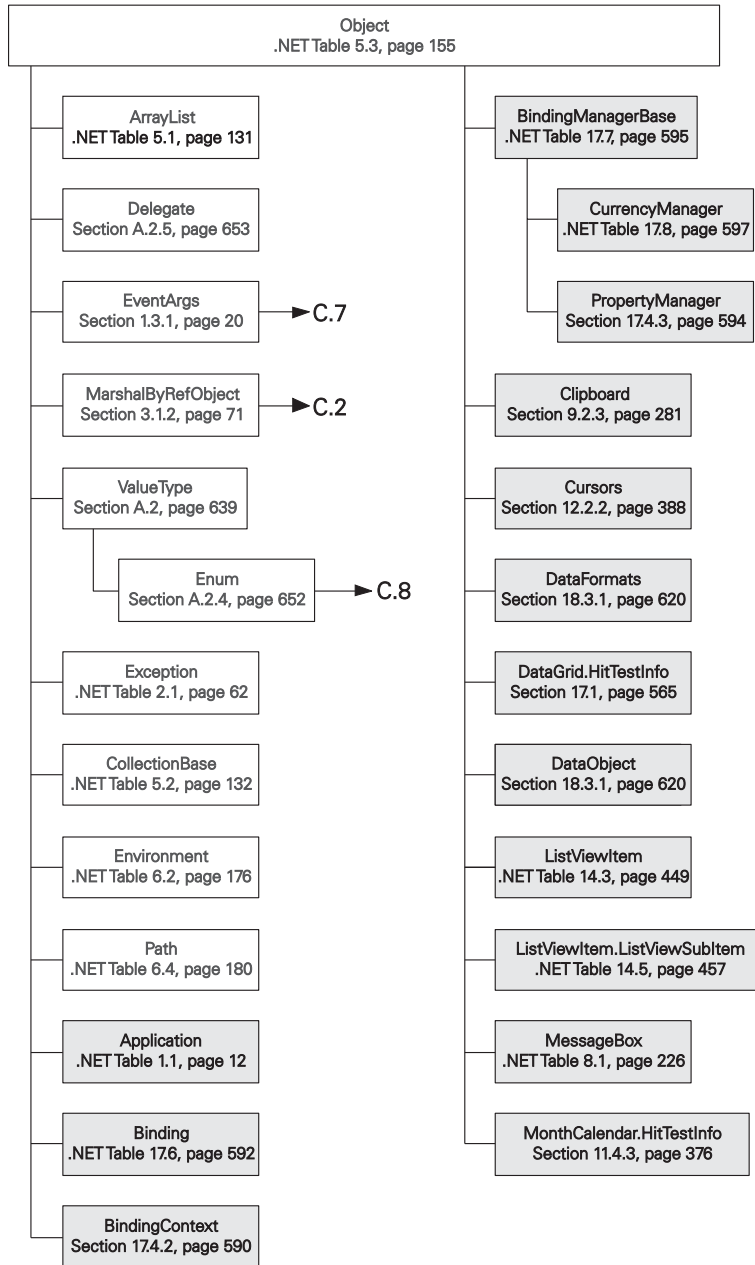 Object
.NET Table 5.3, page 155
ArrayList
.NET Table 5.1, page 131
Delegate
Section A.2.5, page 653
EventArgs
Section 1.3.1, page 20
C.7
MarshalByRefObject
Section 3.1.2, page 71
C.2
ValueType
Section A.2, page 639
Enum
Section A.2.4, page 652
C.8
Exception
.NET Table 2.1, page 62
CollectionBase
.NET Table 5.2, page 132
Environment
.NET Table 6.2, page 176
Path
.NET Table 6.4, page 180
Application
.NET Table 1.1, page 12
Binding
.NET Table 17.6, page 592
BindingContext
Section 17.4.2, page 590
BindingManagerBase
.NET Table 17.7, page 595
CurrencyManager
.NET Table 17.8, page 597
PropertyManager
Section 17.4.3, page 594
Clipboard
Section 9.2.3, page 281
Cursors
Section 12.2.2, page 388
DataFormats
Section 18.3.1, page 620
DataGrid.HitTestInfo
Section 17.1, page 565
DataObject
Section 18.3.1, page 620
ListViewItem
.NET Table 14.3, page 449
ListViewItem.ListViewSubItem
.NET Table 14.5, page 457
MessageBox
.NET Table 8.1, page 226
MonthCalendar.HitTestInfo
Section 11.4.3, page 376